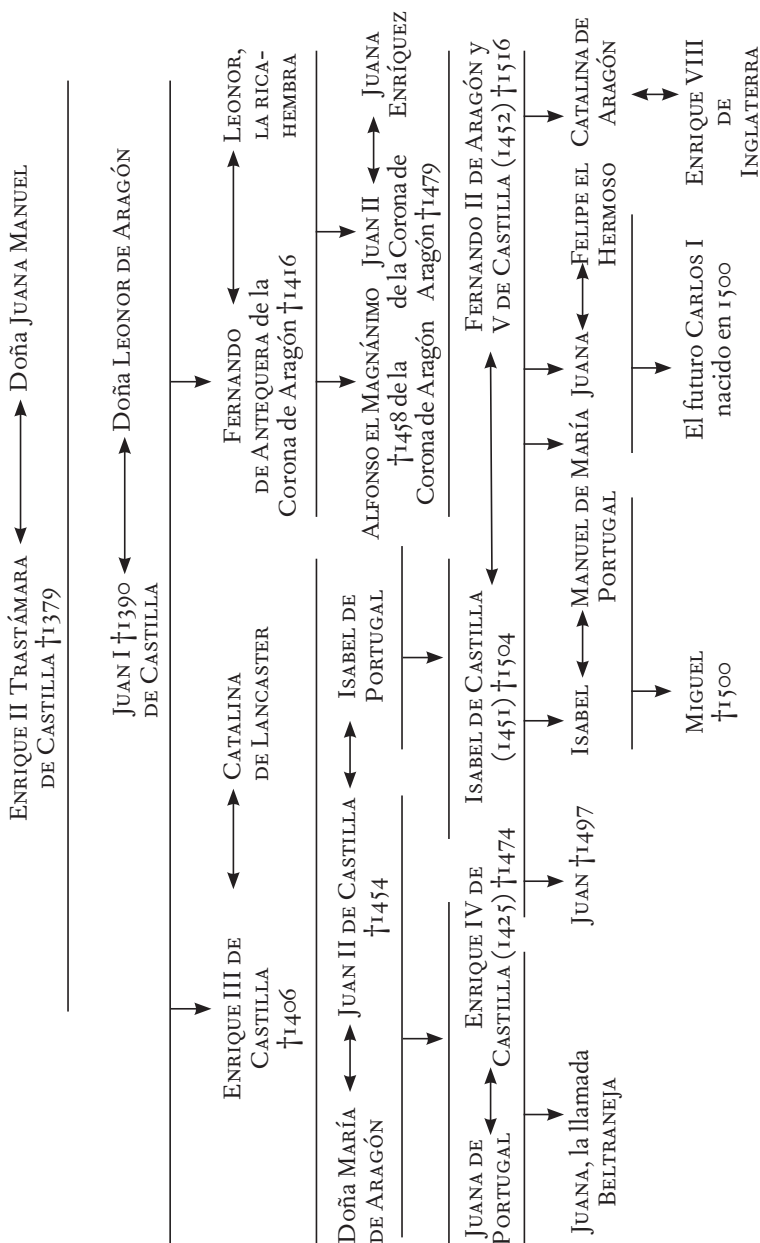 ENRIQUE II TRASTÁMARA
DE CASTILLA †1379
Doña JUANA MANUEL
JUAN I †1390
DE CASTILLA
Doña LEONOR DE ARAGÓN
ENRIQUE III DE
CASTILLA
†1406
CATALINA
DE LANCASTER
FERNANDO
DE ANTEQUERA de la
Corona de Aragón †1416
LEONOR,
LA RICA-
HEMBRA
Doña MARÍA
DE ARAGÓN
JUAN II DE CASTILLA
†1454
ISABEL DE
PORTUGAL
ALFONSO EL MAGNÁNIMO
†1458 de la
Corona de Aragón
JUAN II
de la Corona de
Aragón †1479
JUANA
ENRÍQUEZ
JUANA DE
PORTUGAL
ENRIQUE IV DE
CASTILLA (1425) †1474
ISABEL DE CASTILLA
(1451) †1504
FERNANDO II DE ARAGÓN y
V DE CASTILLA (1452) †1516
JUANA, la llamada
BELTRANEJA
JUAN †1497
ISABEL
MANUEL DE
PORTUGAL
MARÍA
JUANA
FELIPE EL
HERMOSO
CATALINA DE
ARAGÓN
MIGUEL
†1500
El futuro CARLOS I
nacido en 1500
ENRIQUE VIII
DE
INGLATERRA